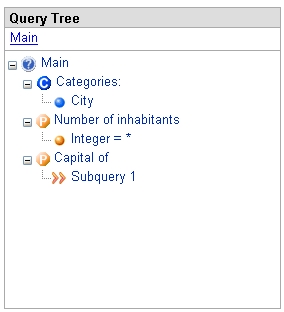 Query Tree
Main
Main
C Categories:
City
P Number of inhabitants
Integer = *
P Capital of
Subquery 1